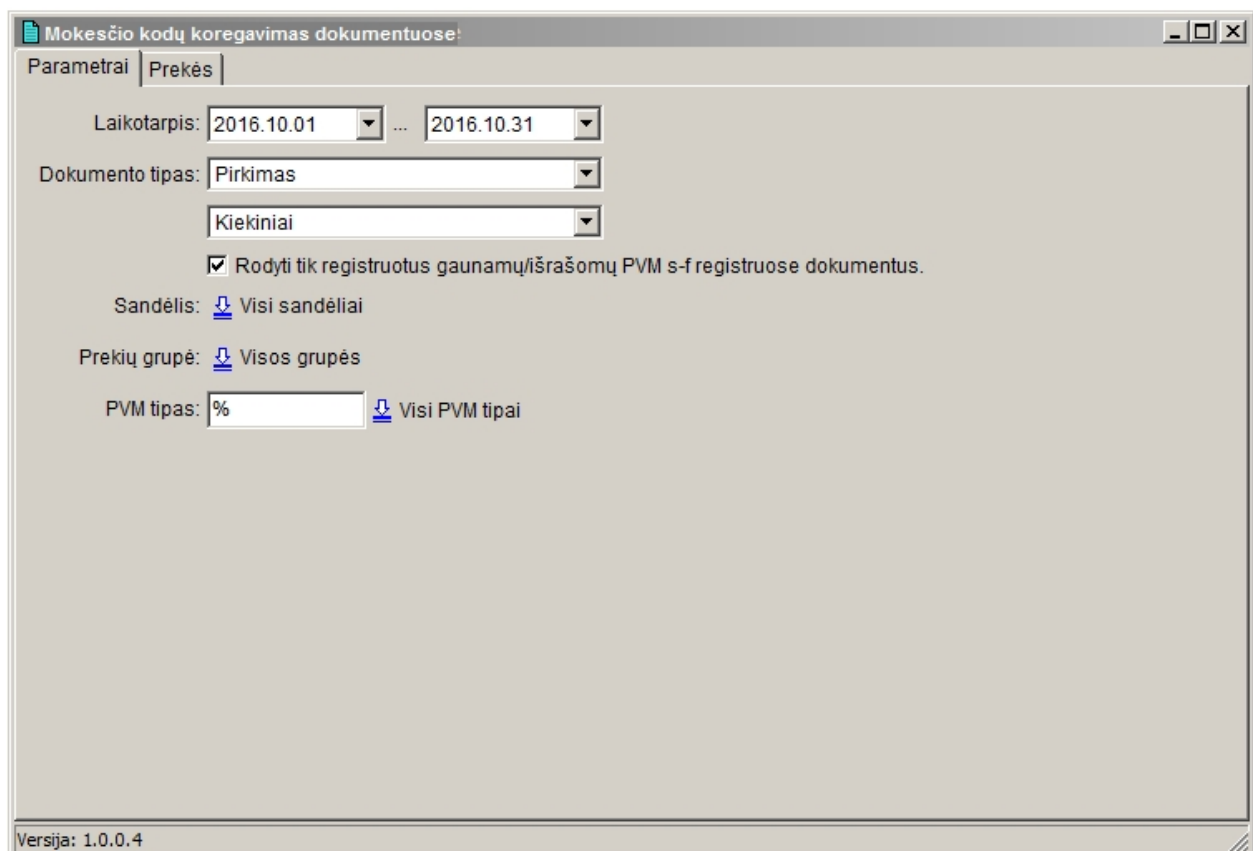 Mokesčio kodų koregavimas dokumentuose
Parametrai Prekės
Laikotarpis: 2016.10.01 ... 2016.10.31
Dokumento tipas: Pirkimas
Kiekiniai
Rodyti tik registruotus gaunamų/išrašomų PVM s-f registruose dokumentus.
Sandėlis: Visi sandėliai
Prekių grupė: Visos grupės
PVM tipas: % Visi PVM tipai
Versija: 1.0.0.4